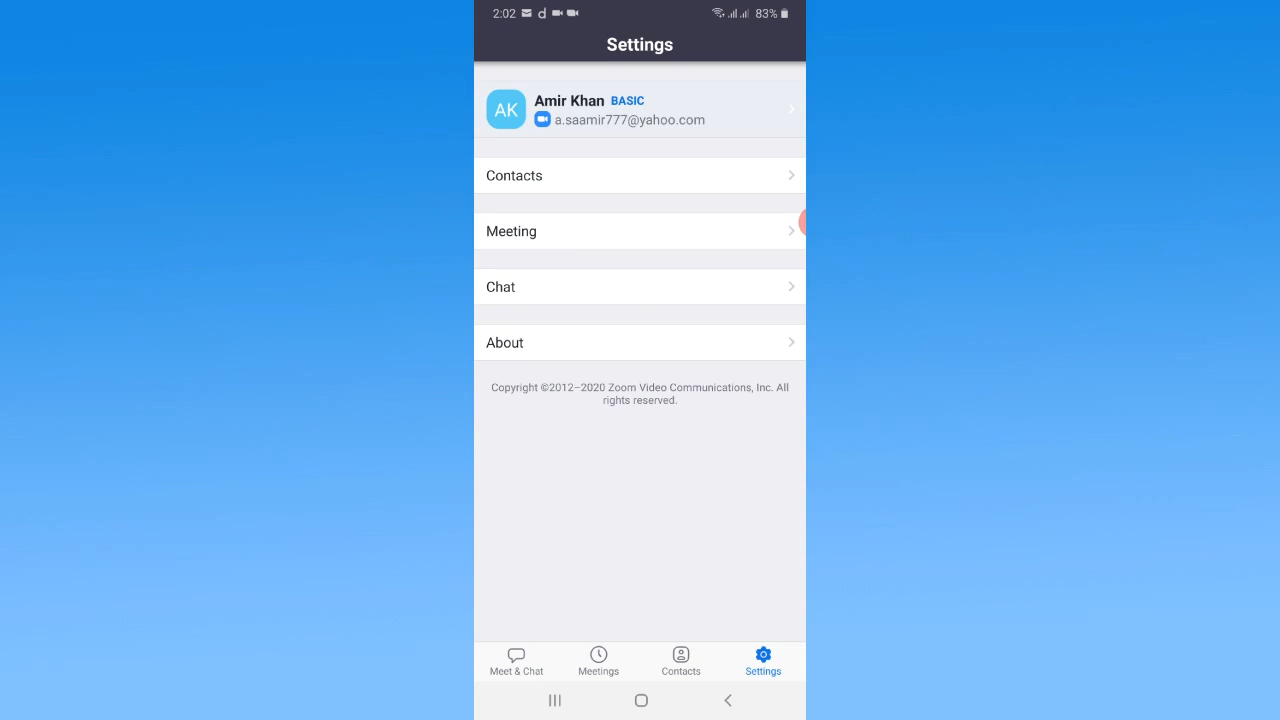 2:02 83%
Settings
AK
Amir Khan BASIC
a.saamir777@yahoo.com
Contacts
Meeting
Chat
About
Copyright ©2012–2020 Zoom Video Communications, Inc. All
rights reserved.
Meet & Chat Meetings Contacts Settings